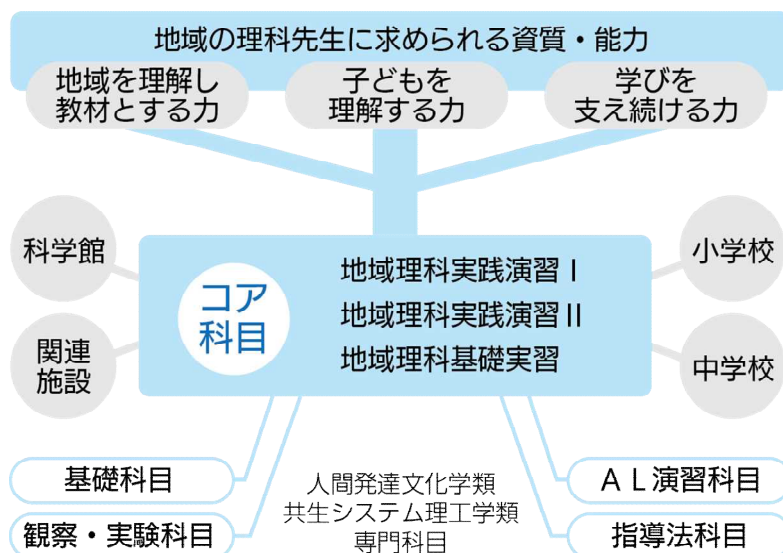 地域の理科先生に求められる資質・能力
地域を理解し
教材とする力
子どもを
理解する力
学びを
支え続ける力
科学館
関連
施設
コア
科目
地域理科実践演習Ⅰ
地域理科実践演習Ⅱ
地域理科基礎実習
小学校
中学校
基礎科目
観察・実験科目
人間発達文化学類
共生システム理工学類
専門科目
ＡＬ演習科目
指導法科目